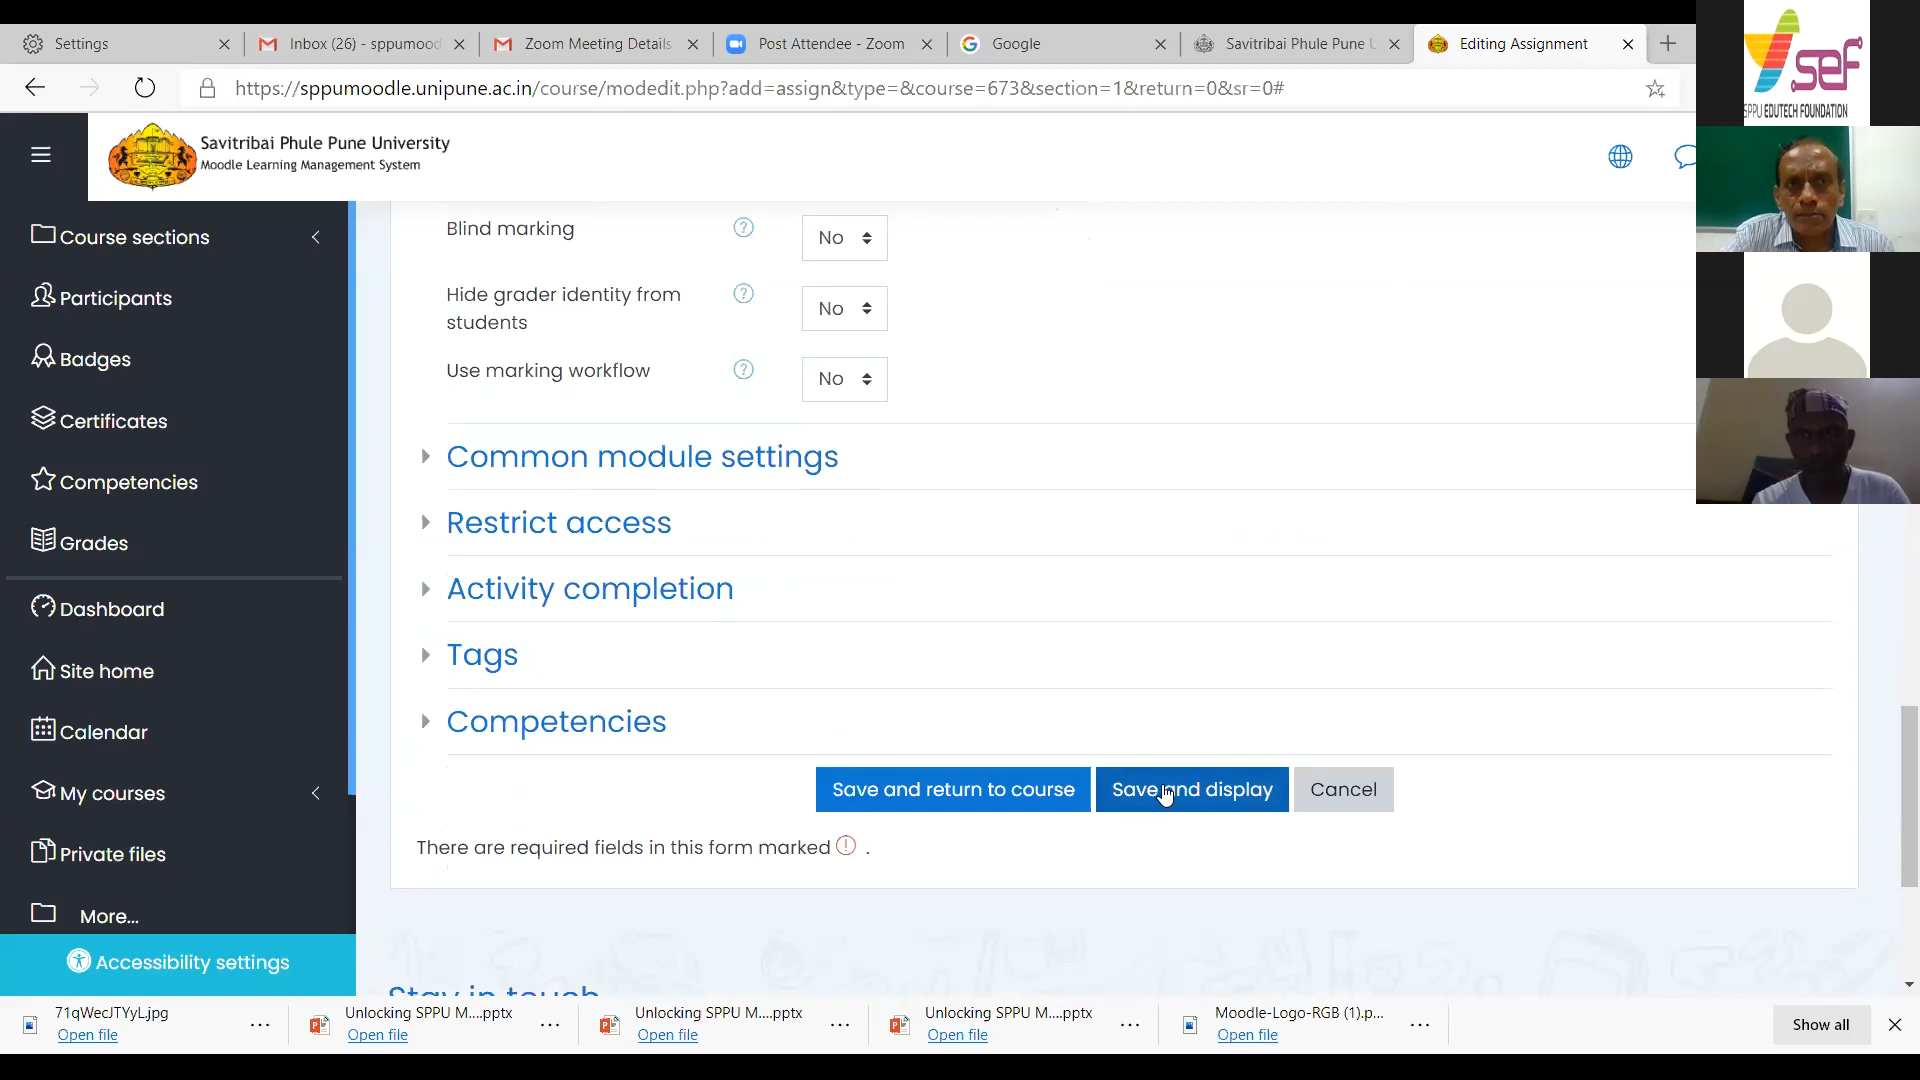 Settings
Inbox (26) - sppumood
Zoom Meeting Details
Post Attendee - Zoom
Google
Savitribai Phule Pune U
Editing Assignment
https://sppumoodle.unipune.ac.in/course/modedit.php?add=assign&type=&course=673&section=1&return=0&sr=0#
sef
SPPU EDUTECH FOUNDATION
Savitribai Phule Pune University
Moodle Learning Management System
Course sections
Participants
Badges
Certificates
Competencies
Grades
Dashboard
Site home
Calendar
My courses
Private files
More...
Accessibility settings
Blind marking
No
Hide grader identity from
students
No
Use marking workflow
No
Common module settings
Restrict access
Activity completion
Tags
Competencies
Save and return to course
Save and display
Cancel
There are required fields in this form marked .
Stay in touch
71qWecJTYyL.jpg
Open file
Unlocking SPPU M....pptx
Open file
Unlocking SPPU M....pptx
Open file
Unlocking SPPU M....pptx
Open file
Moodle-Logo-RGB (1).p...
Open file
Show all